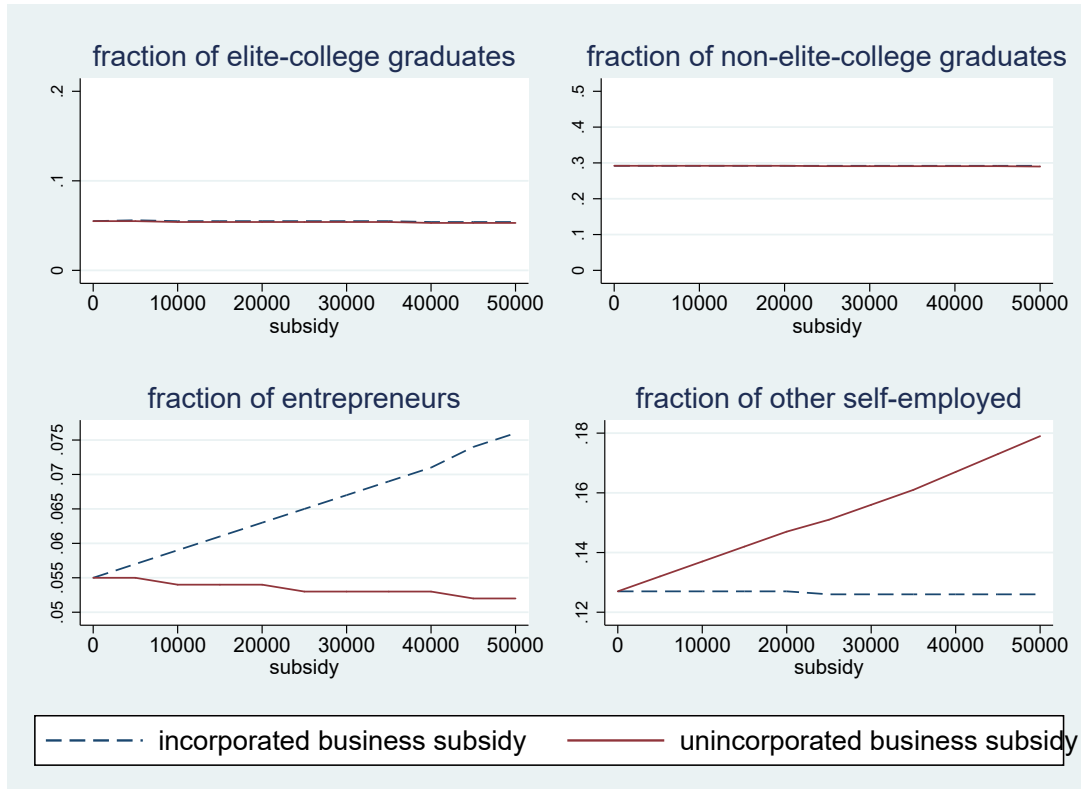 fraction of elite-college graduates
.2
.1
0
0 10000 20000 30000 40000 50000
subsidy
fraction of non-elite-college graduates
.5
.4
.3
.2
.1
0
0 10000 20000 30000 40000 50000
subsidy
fraction of entrepreneurs
.075
.07
.065
.06
.055
.05
0 10000 20000 30000 40000 50000
subsidy
fraction of other self-employed
.18
.16
.14
.12
0 10000 20000 30000 40000 50000
subsidy
incorporated business subsidy unincorporated business subsidy